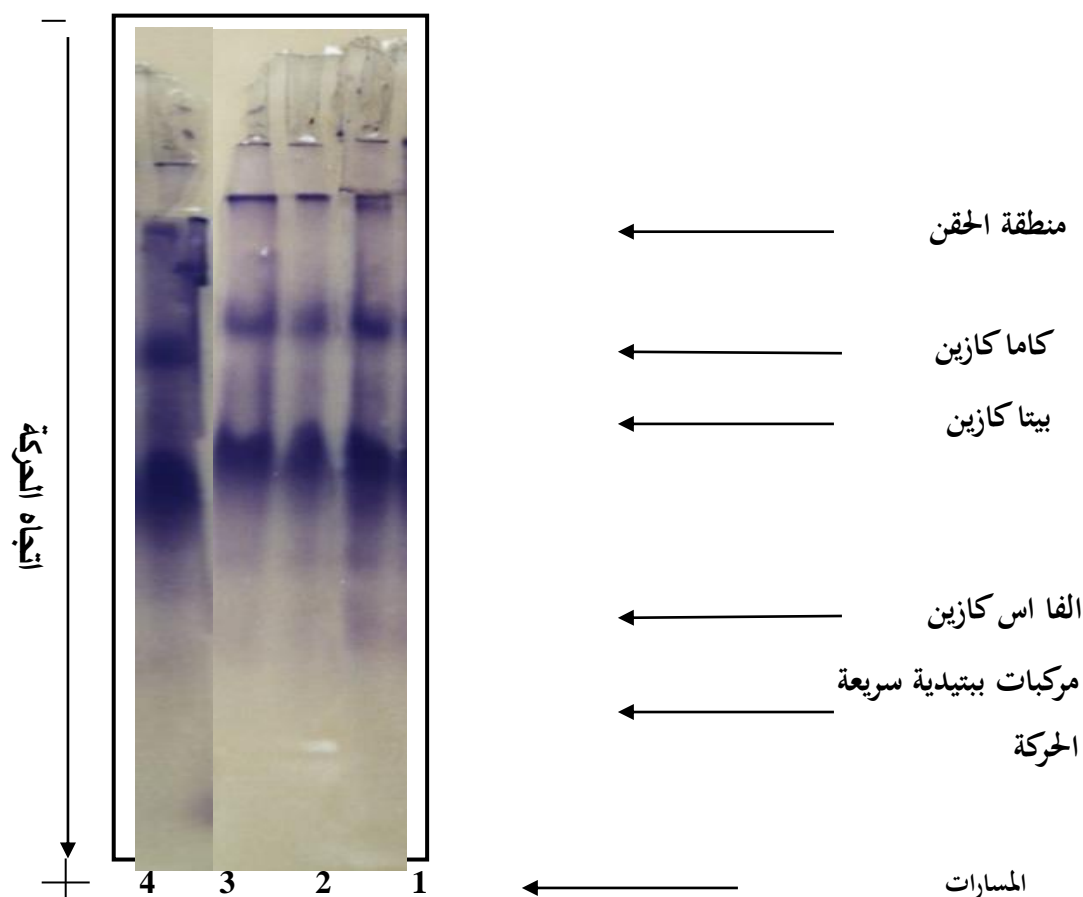 منطقة الحقن
كاما كازين
بيتا كازين
الفا اس كازين
مركبات ببتيدية سريعة
الحركة
اتجاه الحركة
4 3 2 1
المسارات